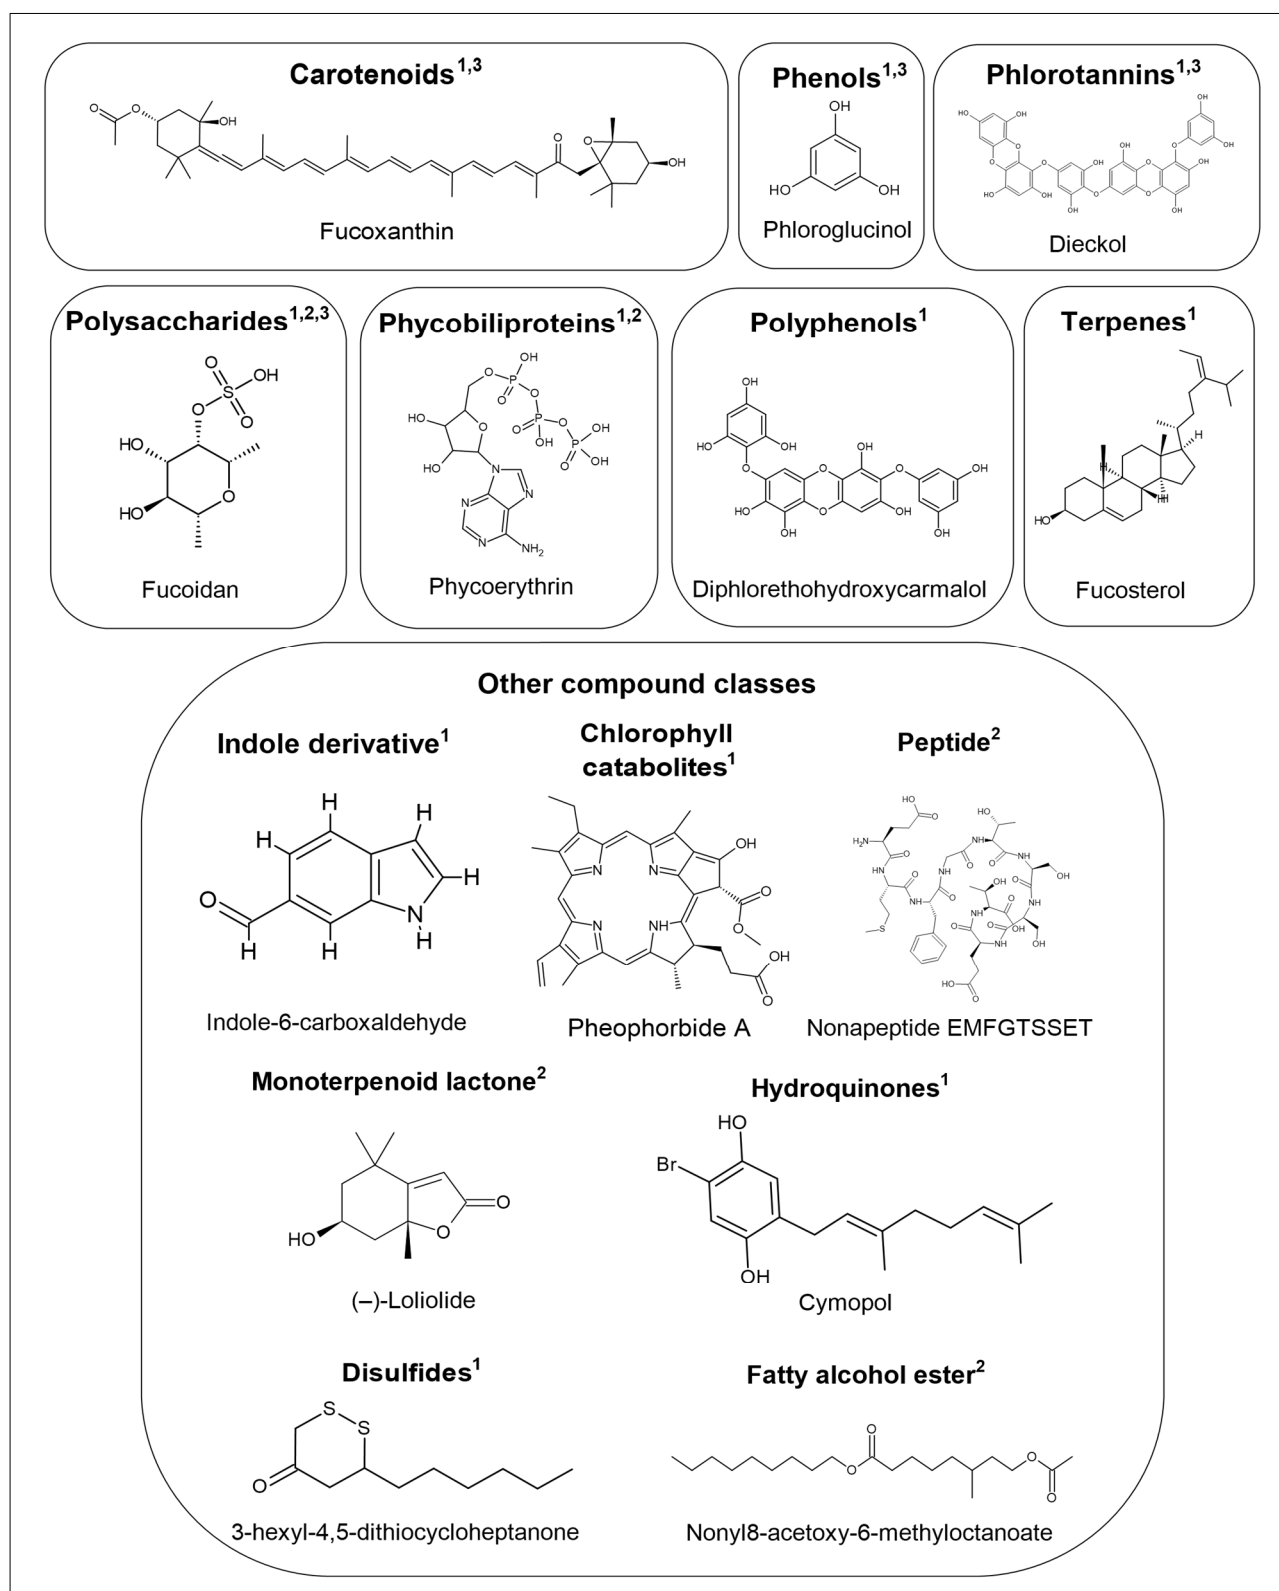 Carotenoids1,3
Fucoxanthin
Phenols1,3
Phloroglucinol
Phlorotannins1,3
Dieckol
Polysaccharides1,2,3
Fucoidan
Phycobiliproteins1,2
Phycoerythrin
Polyphenols1
Diphlorethohydroxycarmalol
Terpenes1
Fucosterol
Other compound classes
Indole derivative1
Indole-6-carboxaldehyde
Chlorophyll
catabolites1
Pheophorbide A
Peptide2
Nonapeptide EMFGTSSET
Monoterpenoid lactone2
(–)-Loliolide
Hydroquinones1
Cymopol
Disulfides1
3-hexyl-4,5-dithiocycloheptanone
Fatty alcohol ester2
Nonyl8-acetoxy-6-methyloctanoate